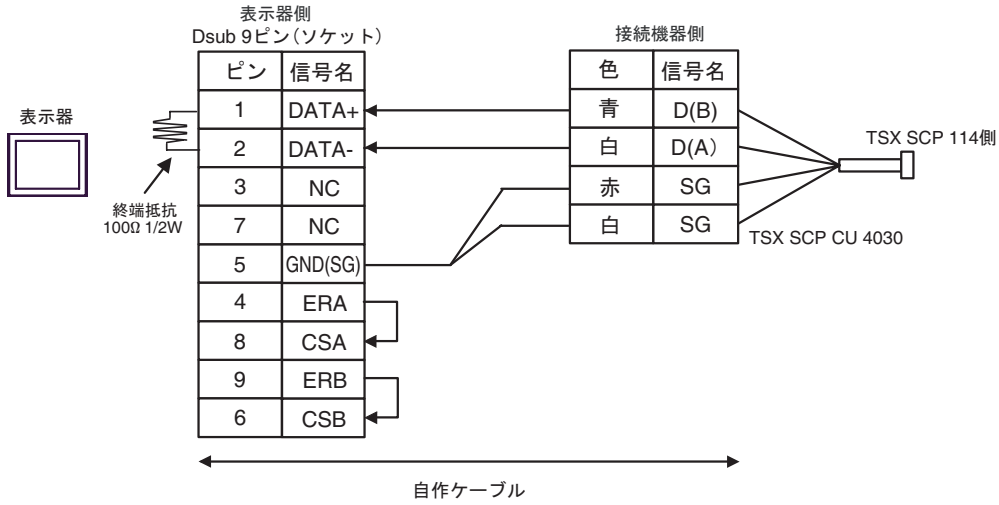 表示器側
Dsub 9ピン(ソケット)
接続機器側
ピン 信号名
色 信号名
1 DATA+
青 D(B)
2 DATA-
白 D(A)
3 NC
赤 SG
7 NC
白 SG
5 GND(SG)
4 ERA
8 CSA
9 ERB
6 CSB
表示器
終端抵抗
100Ω 1/2W
TSX SCP 114側
TSX SCP CU 4030
自作ケーブル